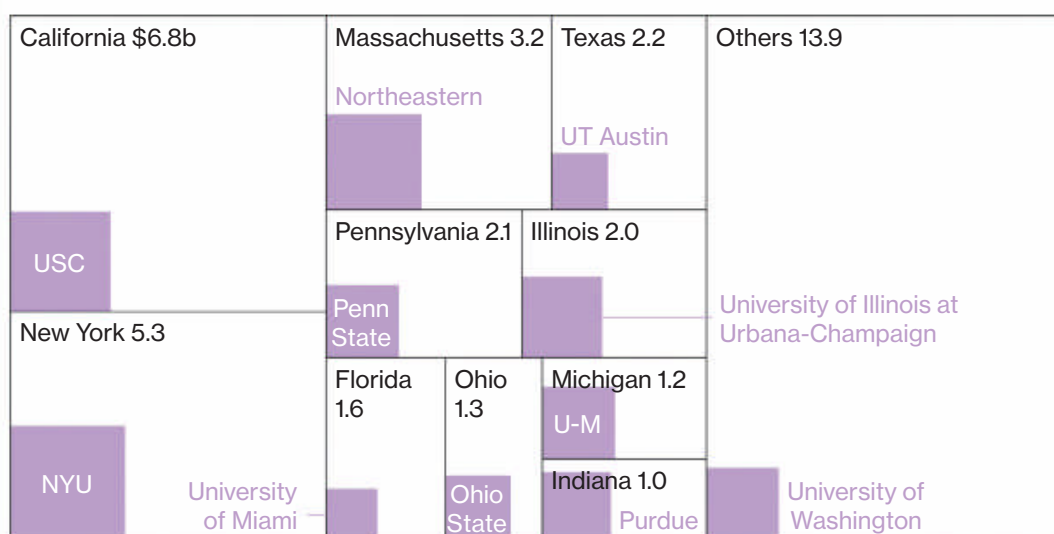 California $6.8b
Massachusetts 3.2
Texas 2.2
Others 13.9
Northeastern
UT Austin
USC
Pennsylvania 2.1
Illinois 2.0
Penn
State
University of Illinois at
Urbana-Champaign
New York 5.3
Florida
1.6
Ohio
1.3
Michigan 1.2
U-M
NYU
University
of Miami
Ohio
State
Indiana 1.0
Purdue
University of
Washington